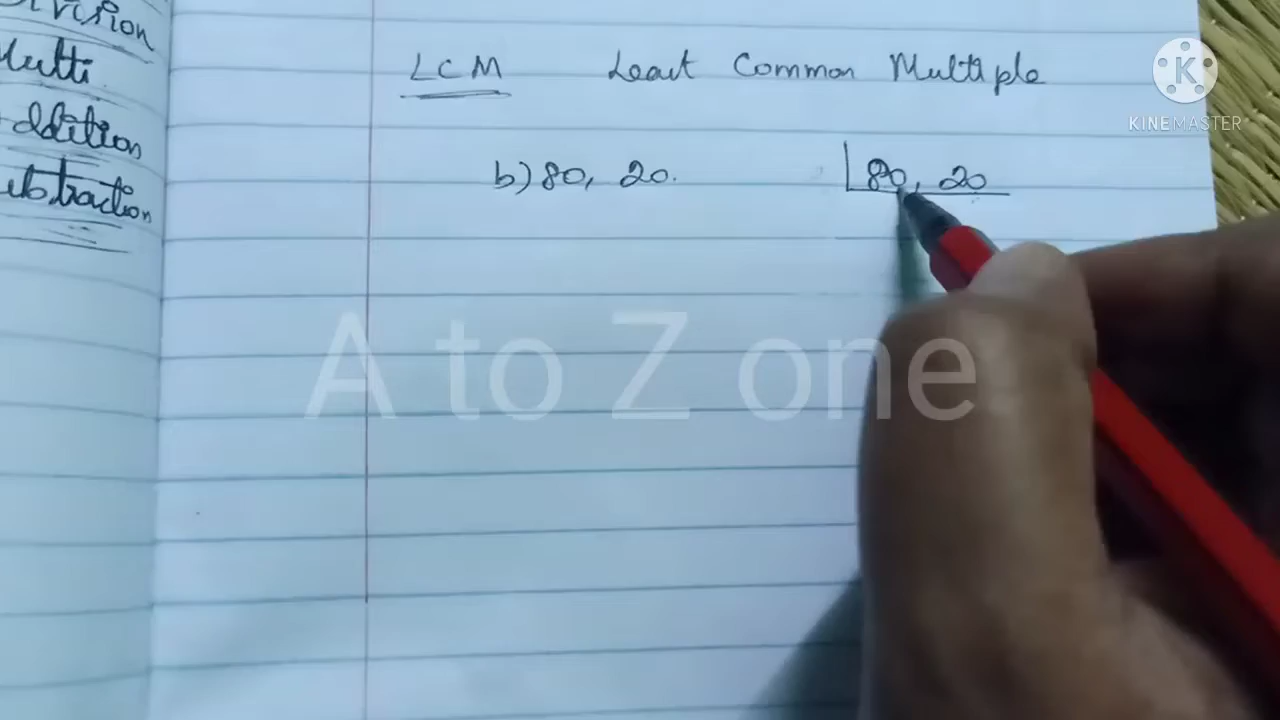 Division
Multi
Addition
Subtraction
LCM Least Common Multiple
b) 80, 20.
80, 20
K
KINEMASTER
A to Z one